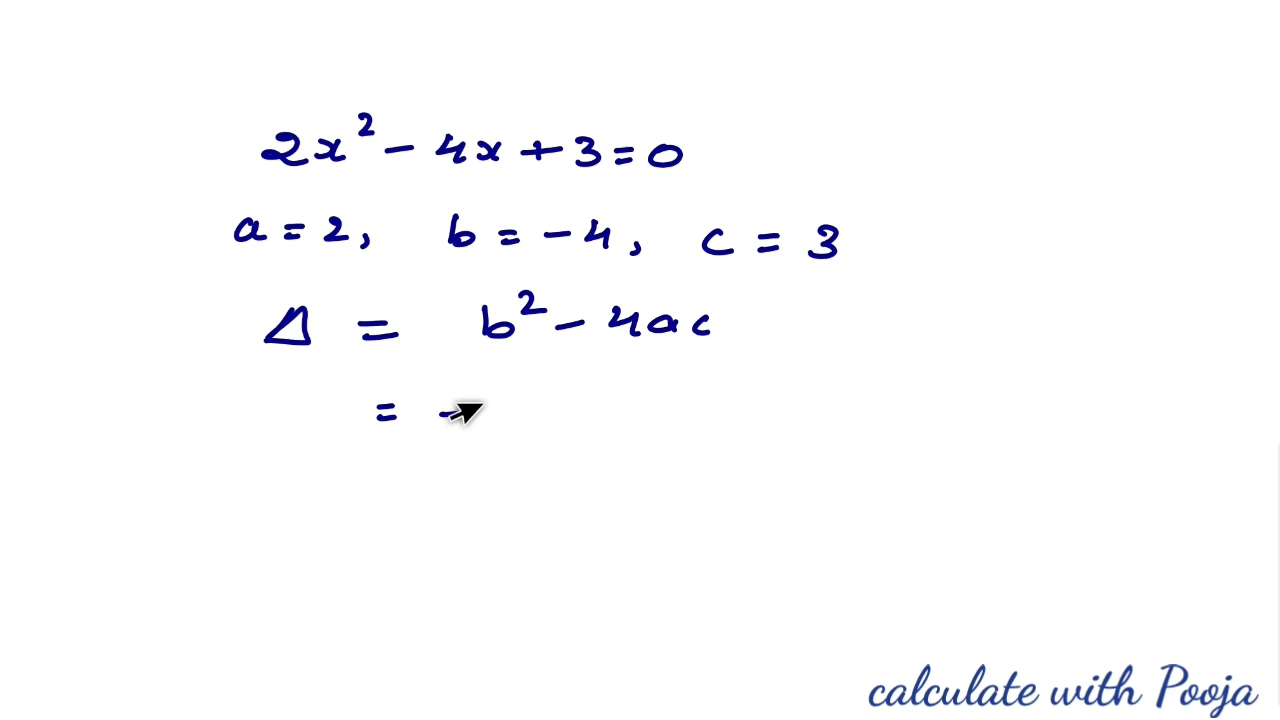 2x² - 4x + 3 = 0
a = 2, b = -4, c = 3
Δ = b² - 4ac
= -
calculate with Pooja